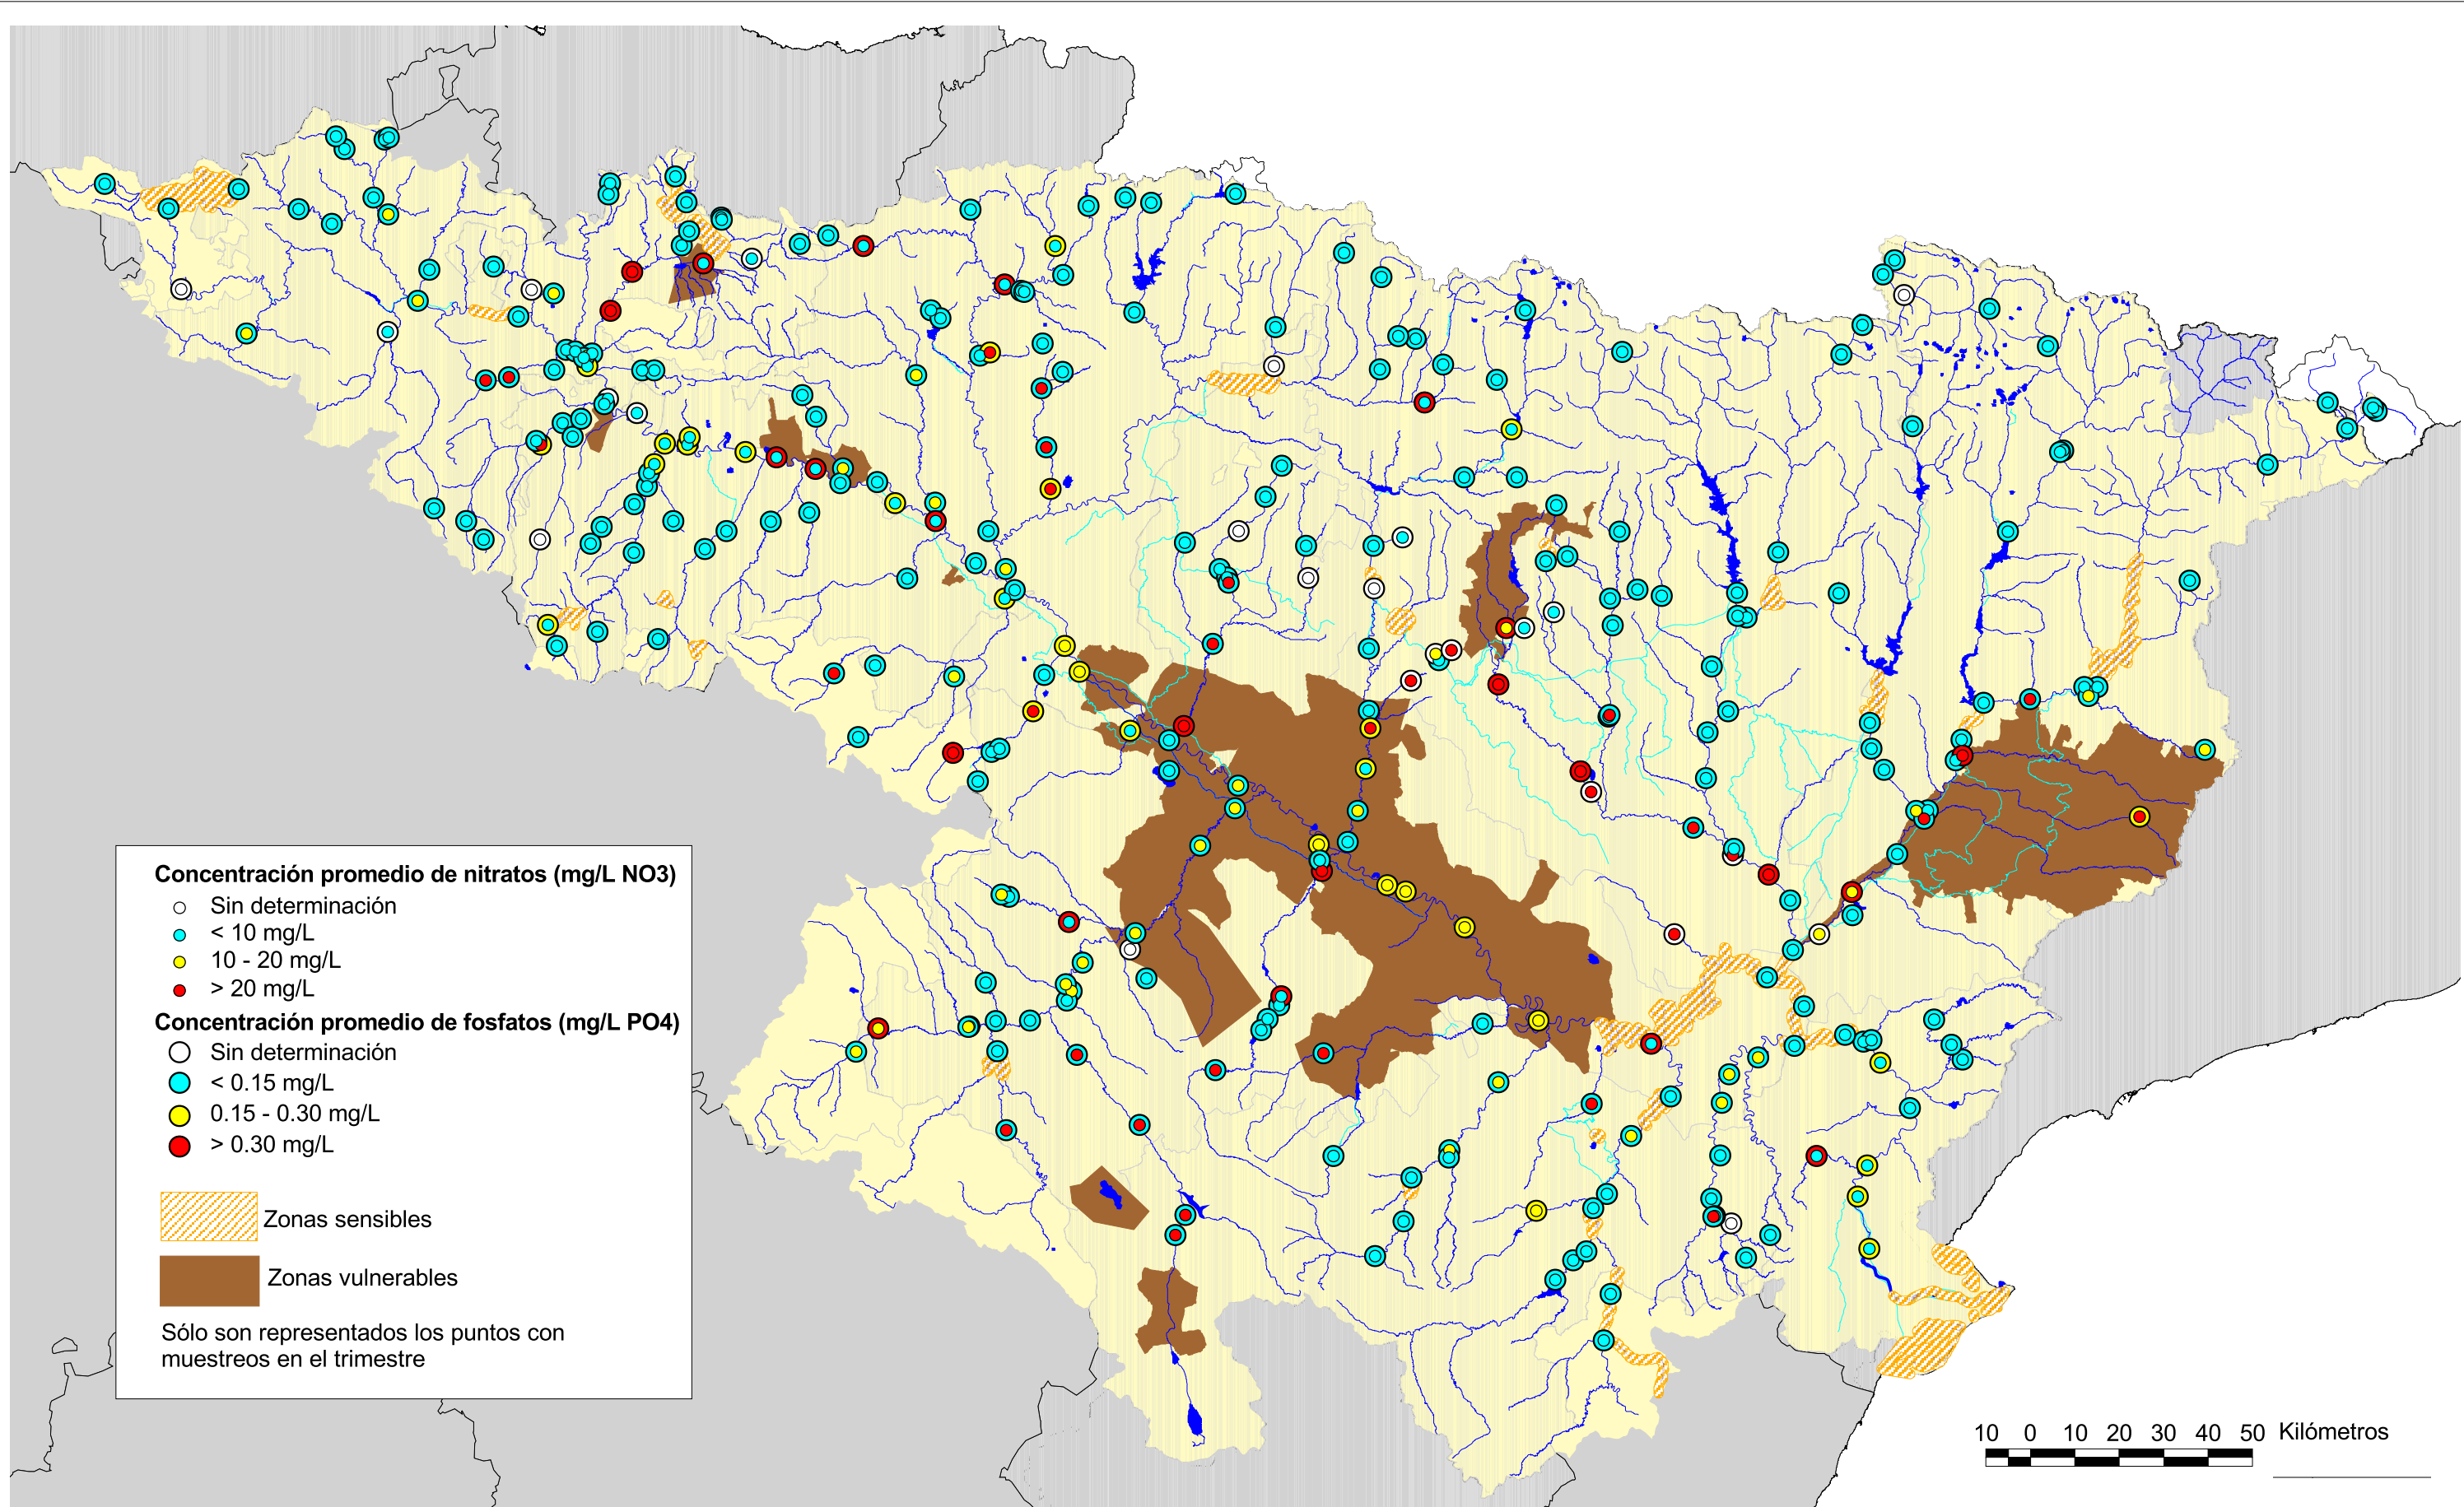 Concentración promedio de nitratos (mg/L NO3)
Sin determinación
< 10 mg/L
10 - 20 mg/L
> 20 mg/L
Concentración promedio de fosfatos (mg/L PO4)
Sin determinación
< 0.15 mg/L
0.15 - 0.30 mg/L
> 0.30 mg/L
Zonas sensibles
Zonas vulnerables
Sólo son representados los puntos con
muestreos en el trimestre
10 0 10 20 30 40 50 Kilómetros